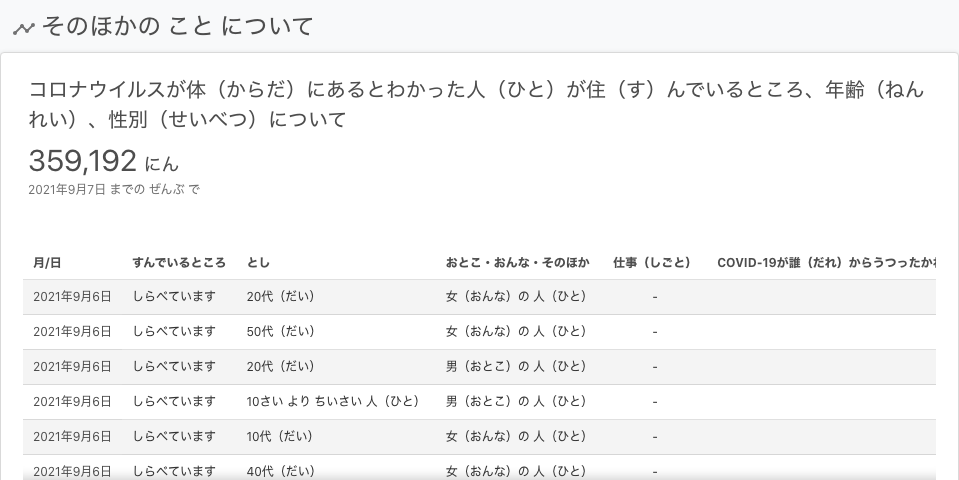 そのほかの こと について
コロナウイルスが体（からだ）にあるとわかった人（ひと）が住（す）んでいるところ、年齢（ねん
れい）、性別（せいべつ）について
359,192 にん
2021年9月7日 までの ぜんぶ で
月/日 すんでいるところ とし おとこ・おんな・そのほか 仕事（しごと） COVID-19が誰（だれ）からうつったか
2021年9月6日 しらべています 20代（だい） 女（おんな）の 人（ひと） -
2021年9月6日 しらべています 50代（だい） 女（おんな）の 人（ひと） -
2021年9月6日 しらべています 20代（だい） 男（おとこ）の 人（ひと） -
2021年9月6日 しらべています 10さい より ちいさい 人（ひと） 男（おとこ）の 人（ひと） -
2021年9月6日 しらべています 10代（だい） 女（おんな）の 人（ひと） -
2021年9月6日 しらべています 40代（だい） 女（おんな）の 人（ひと） -